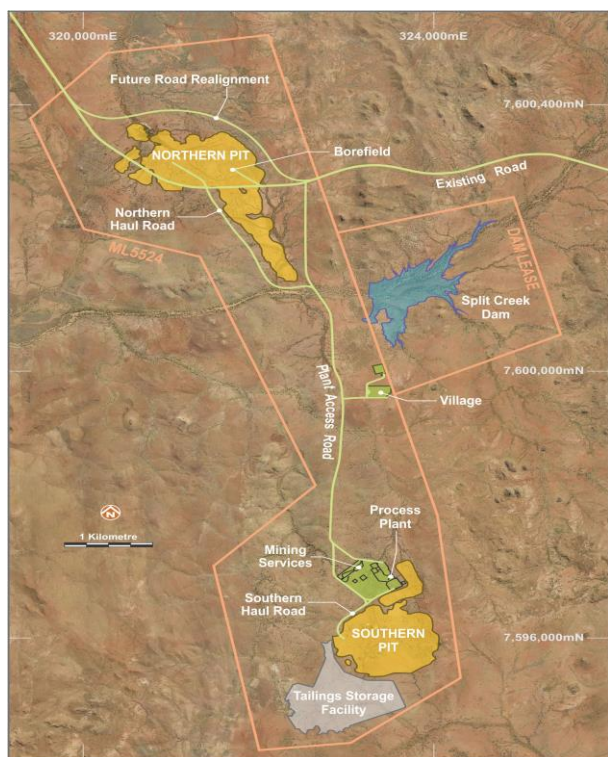 320,000mE
324,000mE
Future Road Realignment
7,600,400mN
NORTHERN PIT
Borefield
Existing Road
Northern
Haul Road
ML5524
DAM LEASE
Split Creek
Dam
7,600,000mN
Plant Access Road
Village
N
1 Kilometre
Process
Plant
Mining
Services
Southern
Haul Road
SOUTHERN
PIT
7,596,000mN
Tailings Storage
Facility